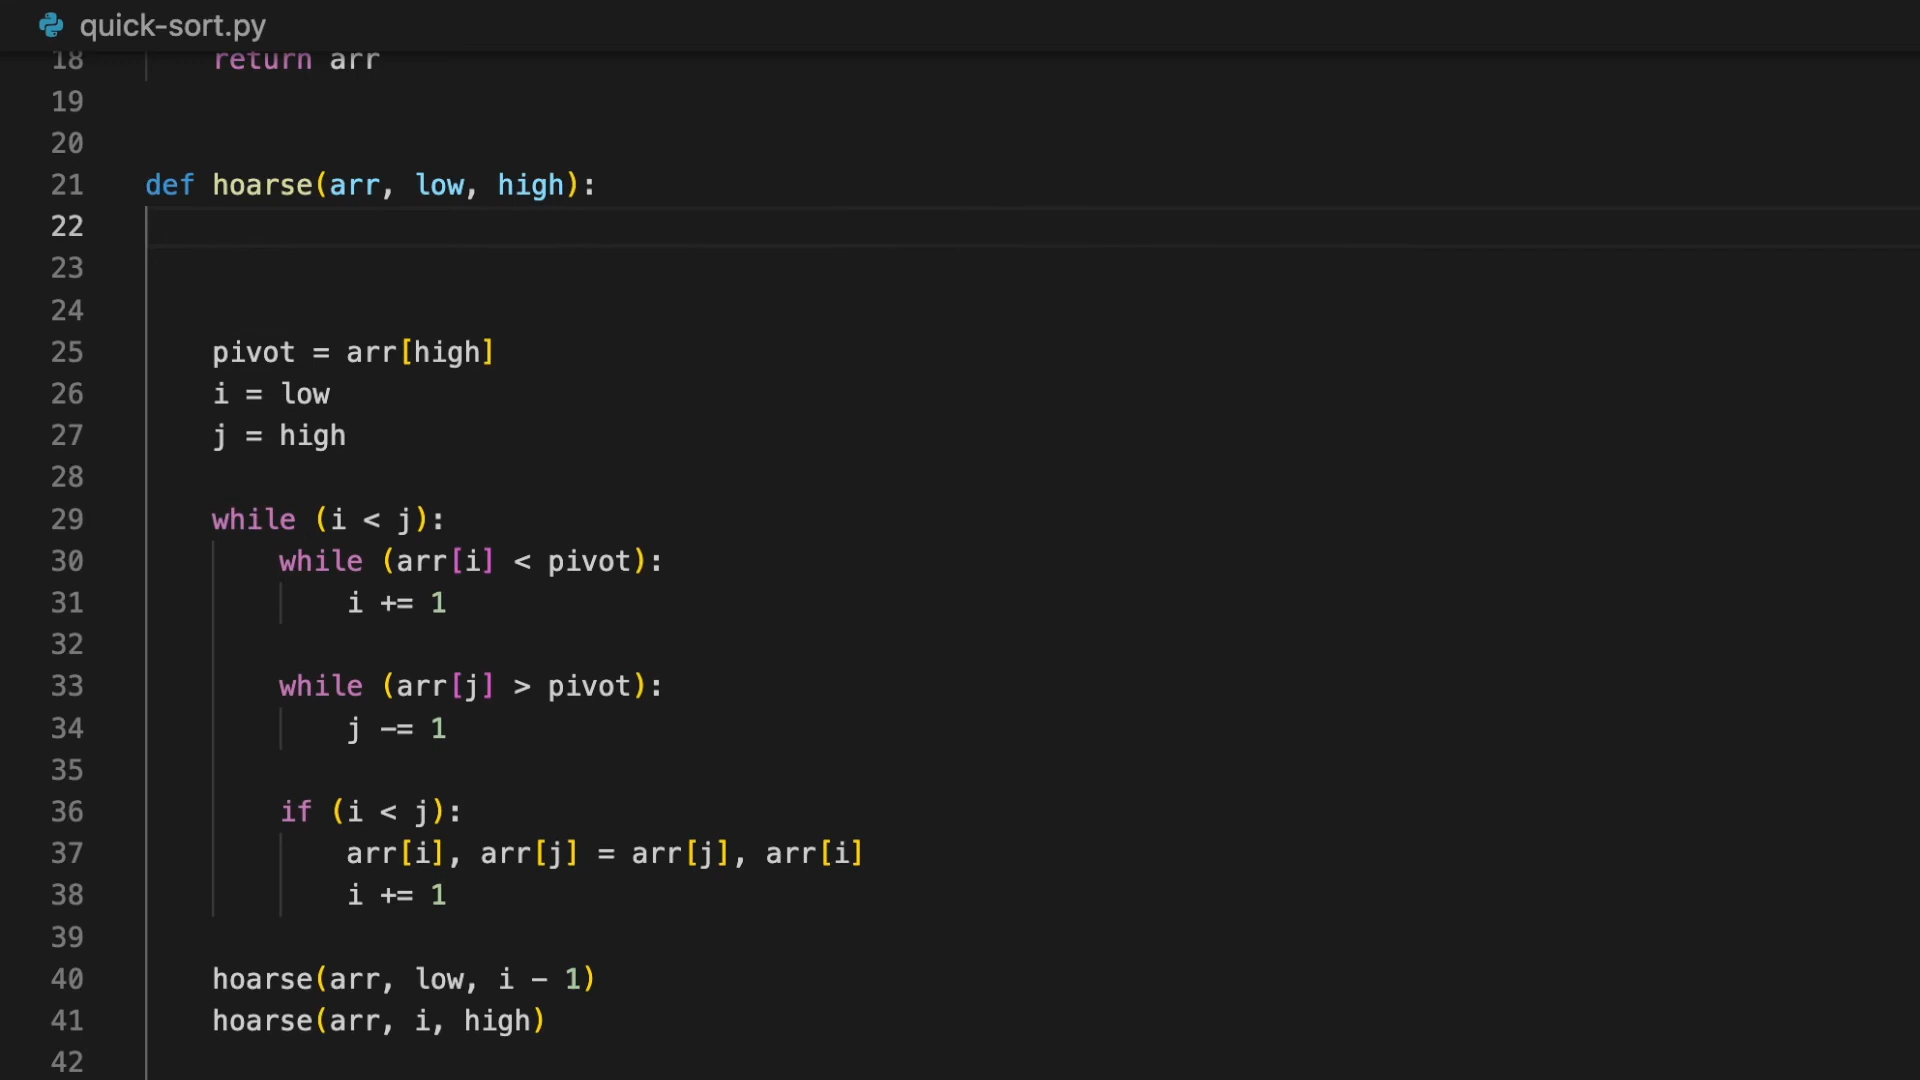 quick-sort.py
18 return arr
19
20
21 def hoarse(arr, low, high):
22
23
24
25 pivot = arr[high]
26 i = low
27 j = high
28
29 while (i < j):
30 while (arr[i] < pivot):
31 i += 1
32
33 while (arr[j] > pivot):
34 j -= 1
35
36 if (i < j):
37 arr[i], arr[j] = arr[j], arr[i]
38 i += 1
39
40 hoarse(arr, low, i - 1)
41 hoarse(arr, i, high)
42